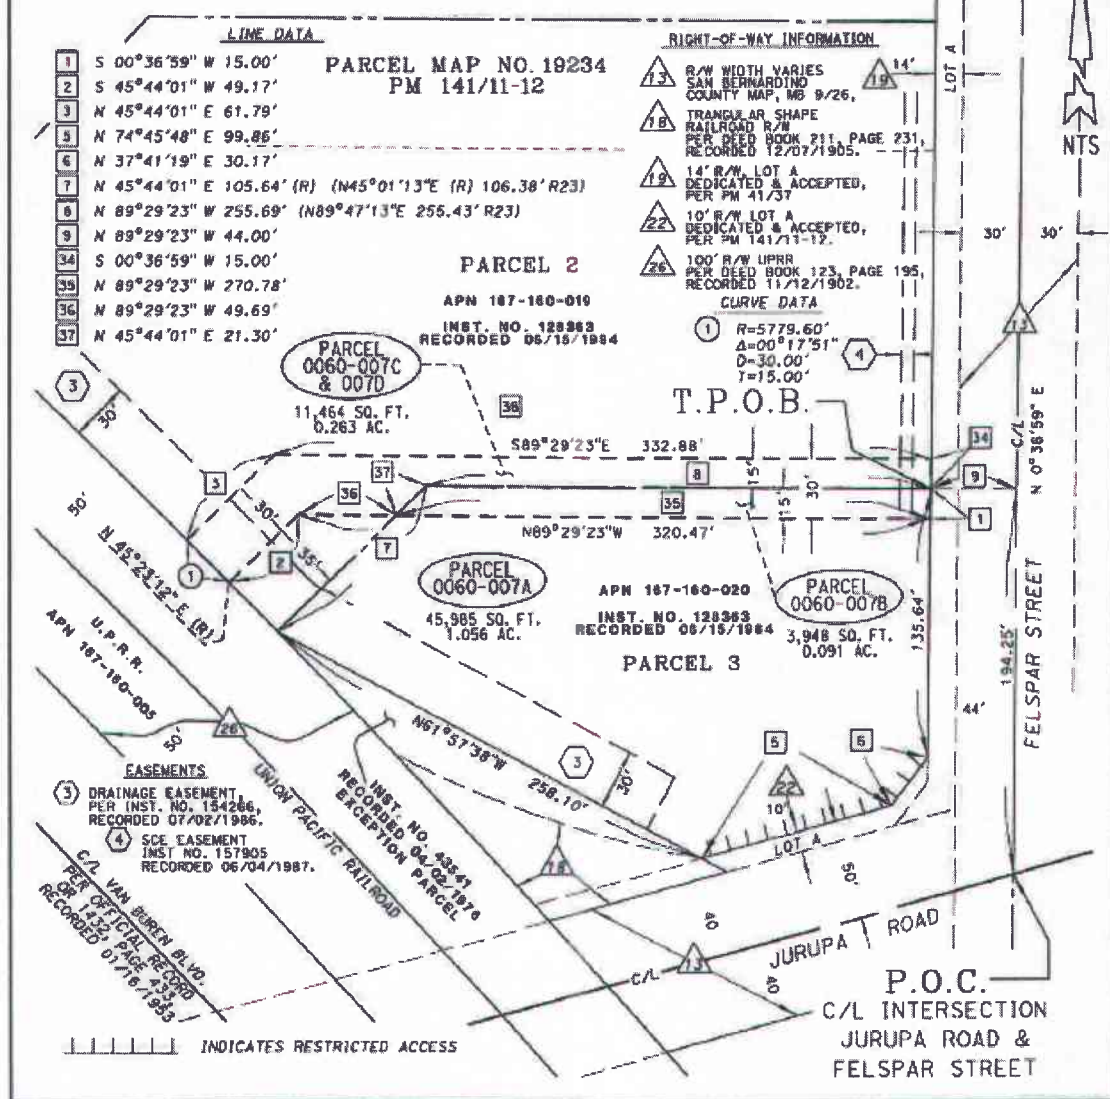 LINE DATA
1 S 00°36'59" W 15.00'
2 S 45°44'01" W 49.17'
3 N 45°44'01" E 61.79'
5 N 74°45'48" E 99.86'
6 N 37°41'19" E 30.17'
7 N 45°44'01" E 105.64' (R) (N45°01'13"E (R) 106.38' R23)
8 N 89°29'23" W 255.69' (N89°47'13"E 255.43' R23)
9 N 89°29'23" W 44.00'
34 S 00°36'59" W 15.00'
35 N 89°29'23" W 270.78'
36 N 89°29'23" W 49.69'
37 N 45°44'01" E 21.30'
PARCEL MAP NO. 19234
PM 141/11-12
RIGHT-OF-WAY INFORMATION
13 R/W WIDTH VARIES
SAN BERNARDINO
COUNTY MAP, MB 9/26,
18 TRANGULAR SHAPE
RAILROAD R/W
PER DEED BOOK 211, PAGE 231,
RECORDED 12/07/1905.
19 14' R/W, LOT A
DEDICATED & ACCEPTED,
PER PM 41/37
22 10' R/W LOT A
DEDICATED & ACCEPTED,
PER PM 141/11-12.
26 100' R/W UPRR
PER DEED BOOK 123, PAGE 195,
RECORDED 11/12/1902.
CURVE DATA
1 R=5779.60'
Δ=00°17'51"
D=30.00'
T=15.00'
19
14'
LOT A
NTS
30'
30'
13
4
PARCEL 2
APN 167-160-019
INST. NO. 128363
RECORDED 06/15/1984
PARCEL
0060-007C
& 007D
11,464 SQ. FT.
0.263 AC.
3
30'
36
T.P.O.B.
S89°29'23"E 332.88'
34
C/L
N 0°36'59" E
3
37
8
15'
9
36
35
15'
30'
30'
50'
N89°29'23"W 320.47'
1
7
35'
2
1
N 45°23'12" E (R)
PARCEL
0060-007A
45,985 SQ. FT.
1.056 AC.
APN 167-160-020
INST. NO. 128363
RECORDED 06/15/1984
PARCEL 3
PARCEL
0060-007B
3,948 SQ. FT.
0.091 AC.
135.64'
194.25'
FELSPAR STREET
44'
U.P.R.R.
APN 167-160-005
26
50'
N61°57'38"W
258.10'
3
30'
5
6
22
10'
LOT A
50'
EASEMENTS
3 DRAINAGE EASEMENT,
PER INST. NO. 154266,
RECORDED 07/02/1986.
4 SCE EASEMENT
INST NO. 157905
RECORDED 06/04/1987.
UNION PACIFIC RAILROAD
INST. NO. 43541
RECORDED 04/02/1976
EXCEPTION PARCEL
18
C/L VAN BUREN BLVD.
PER OFFICIAL RECORD
OR 1432, PAGE 433,
RECORDED 01/16/1953
40
13
40
C/L
JURUPA ROAD
P.O.C.
C/L INTERSECTION
JURUPA ROAD &
FELSPAR STREET
INDICATES RESTRICTED ACCESS